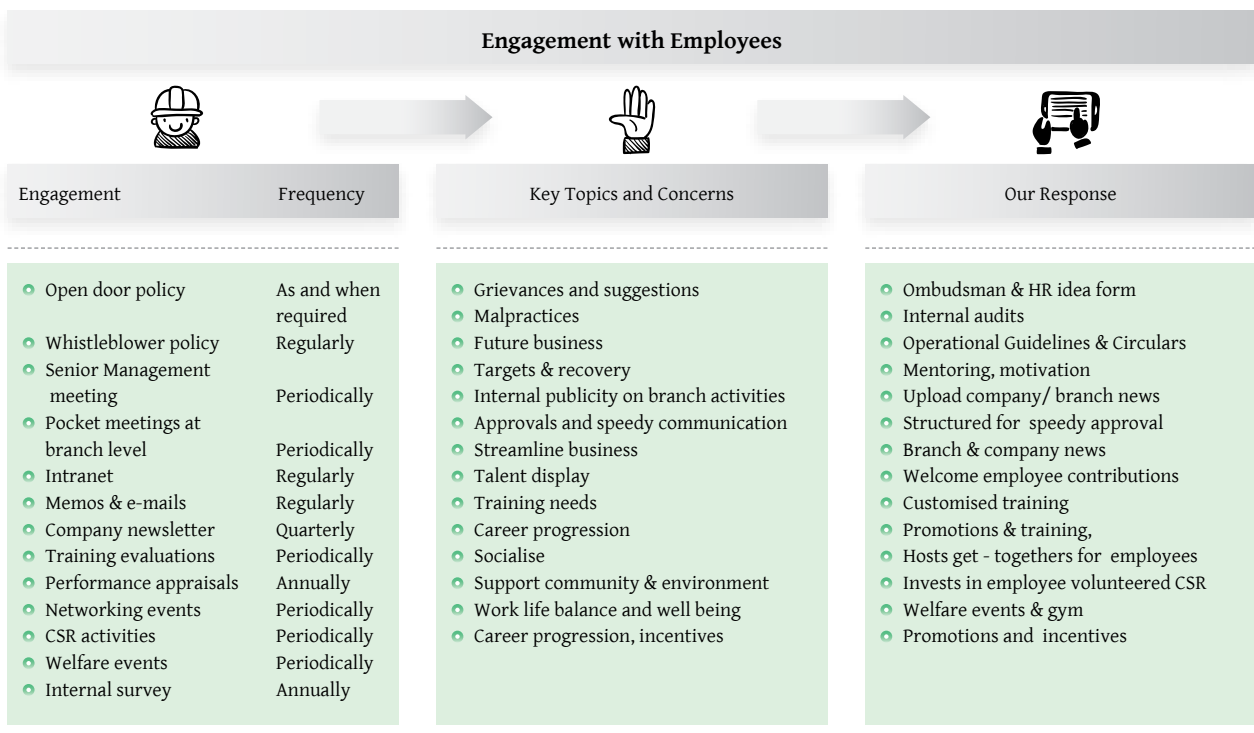 Engagement with Employees
Engagement Frequency
Open door policy As and when
required
Whistleblower policy Regularly
Senior Management
meeting Periodically
Pocket meetings at
branch level Periodically
Intranet Regularly
Memos & e-mails Regularly
Company newsletter Quarterly
Training evaluations Periodically
Performance appraisals Annually
Networking events Periodically
CSR activities Periodically
Welfare events Periodically
Internal survey Annually
Key Topics and Concerns
Grievances and suggestions
Malpractices
Future business
Targets & recovery
Internal publicity on branch activities
Approvals and speedy communication
Streamline business
Talent display
Training needs
Career progression
Socialise
Support community & environment
Work life balance and well being
Career progression, incentives
Our Response
Ombudsman & HR idea form
Internal audits
Operational Guidelines & Circulars
Mentoring, motivation
Upload company/ branch news
Structured for speedy approval
Branch & company news
Welcome employee contributions
Customised training
Promotions & training,
Hosts get - togethers for employees
Invests in employee volunteered CSR
Welfare events & gym
Promotions and incentives